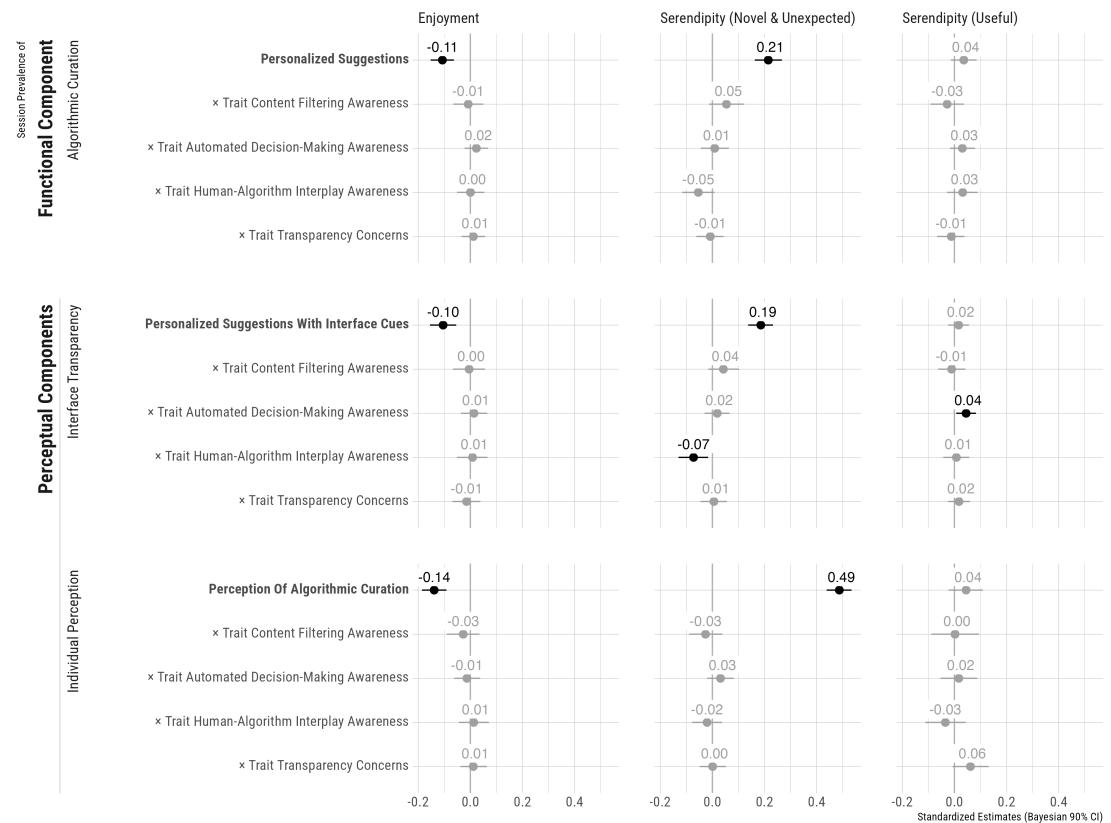 Enjoyment
Serendipity (Novel & Unexpected)
Serendipity (Useful)
Session Prevalence of
Functional Component
Algorithmic Curation
Personalized Suggestions
-0.11
0.21
0.04
× Trait Content Filtering Awareness
-0.01
0.05
-0.03
× Trait Automated Decision-Making Awareness
0.02
0.01
0.03
× Trait Human-Algorithm Interplay Awareness
0.00
-0.05
0.03
× Trait Transparency Concerns
0.01
-0.01
-0.01
Perceptual Components
Interface Transparency
Personalized Suggestions With Interface Cues
-0.10
0.19
0.02
× Trait Content Filtering Awareness
0.00
0.04
-0.01
× Trait Automated Decision-Making Awareness
0.01
0.02
0.04
× Trait Human-Algorithm Interplay Awareness
0.01
-0.07
0.01
× Trait Transparency Concerns
-0.01
0.01
0.02
Individual Perception
Perception Of Algorithmic Curation
-0.14
0.49
0.04
× Trait Content Filtering Awareness
-0.03
-0.03
0.00
× Trait Automated Decision-Making Awareness
-0.01
0.03
0.02
× Trait Human-Algorithm Interplay Awareness
0.01
-0.02
-0.03
× Trait Transparency Concerns
0.01
0.00
0.06
-0.2 0.0 0.2 0.4
-0.2 0.0 0.2 0.4
-0.2 0.0 0.2 0.4
Standardized Estimates (Bayesian 90% CI)